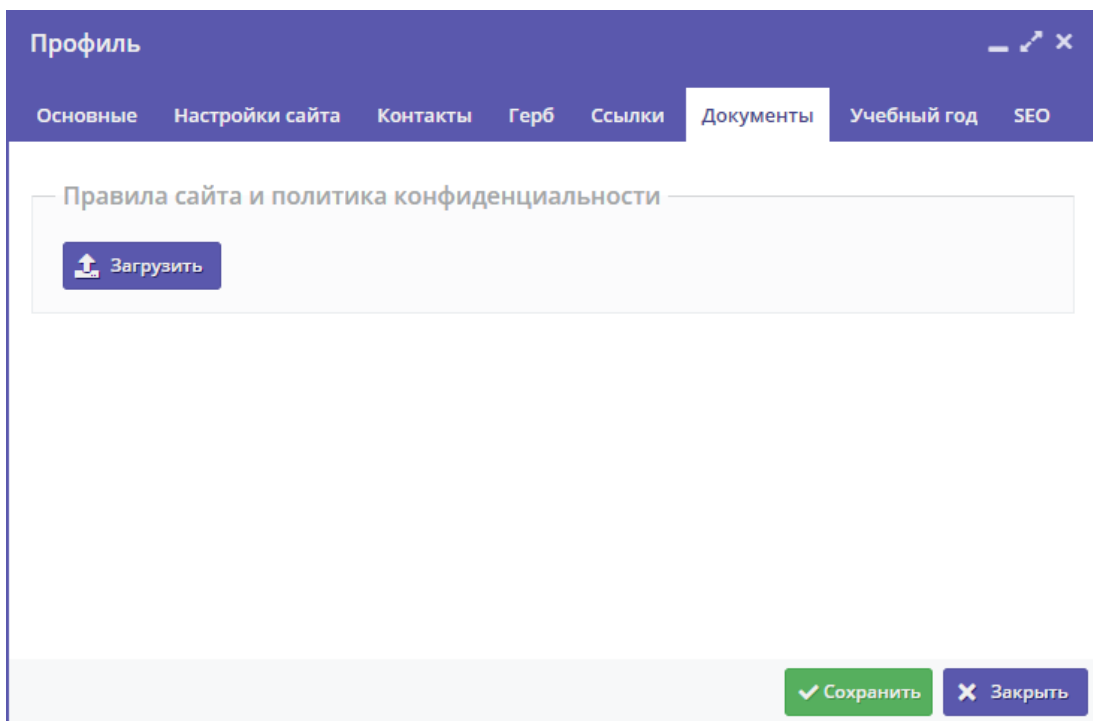 Профиль
Основные Настройки сайта Контакты Герб Ссылки Документы Учебный год SEO
Правила сайта и политика конфиденциальности
Загрузить
Сохранить Закрыть